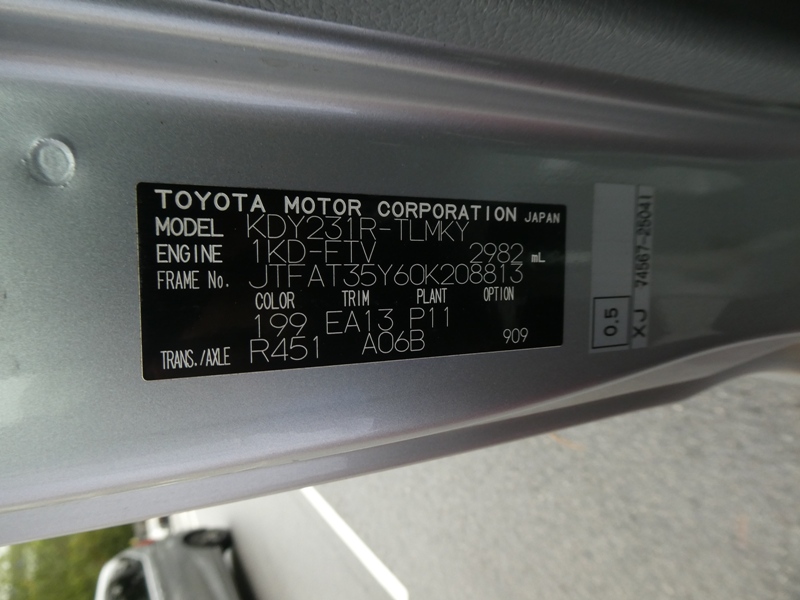 TOYOTA MOTOR CORPORATION JAPAN
MODEL KDY231R-TLMKY
ENGINE 1KD-FTV 2982 mL
FRAME No. JTFAT35Y60K208813
COLOR TRIM PLANT OPTION
199 EA13 P11
TRANS./AXLE R451 A06B 909
0.5
XJ 74567-25041